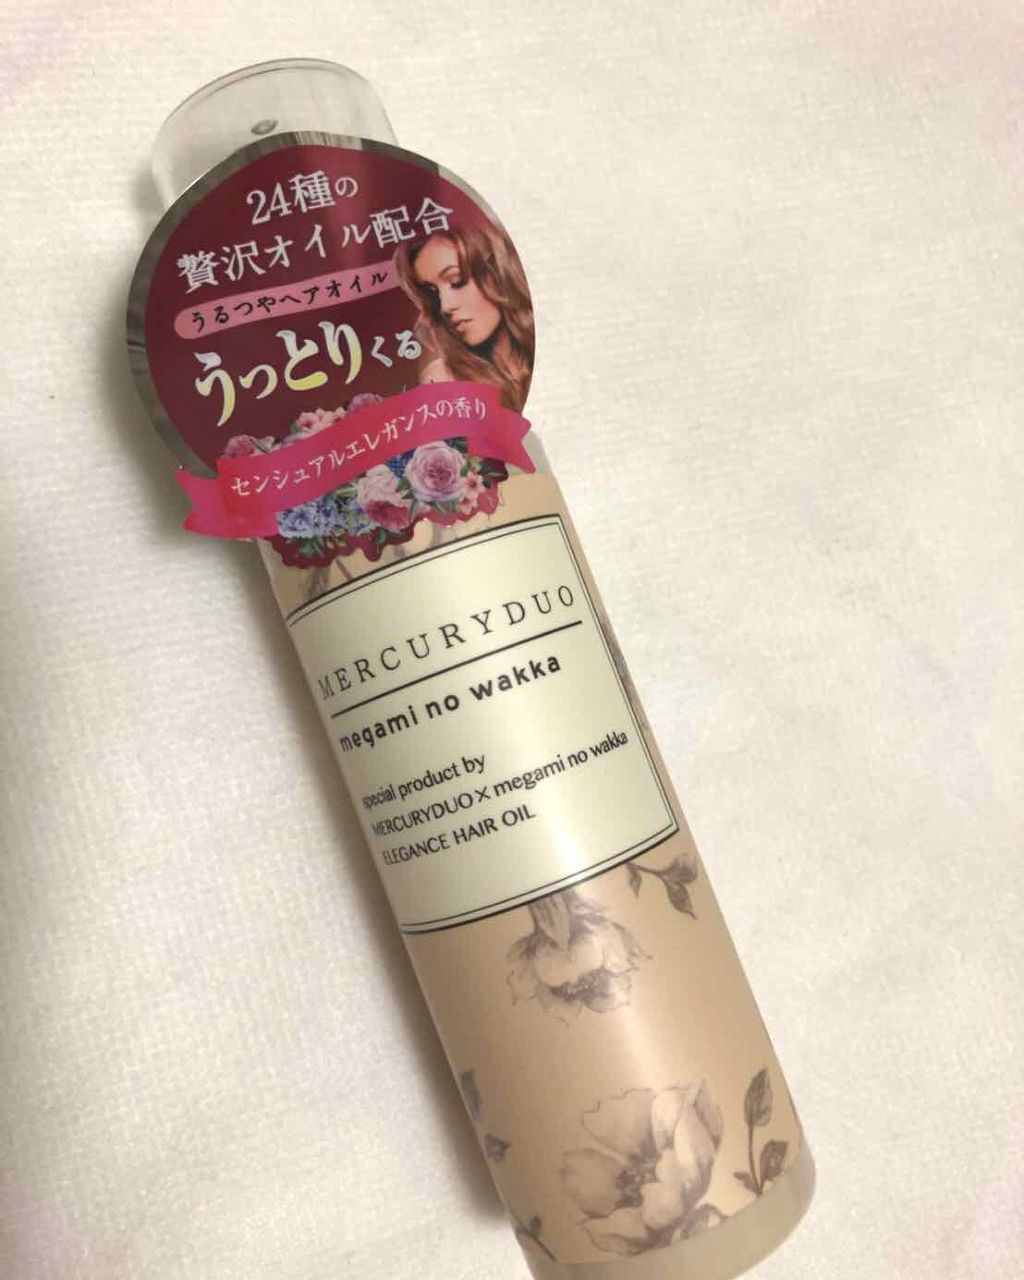 24種の
贅沢オイル配合
うるつやヘアオイル
うっとりくる
センシュアルエレガンスの香り
MERCURYDUO
megami no wakka
special product by
MERCURYDUO×megami no wakka
ELEGANCE HAIR OIL